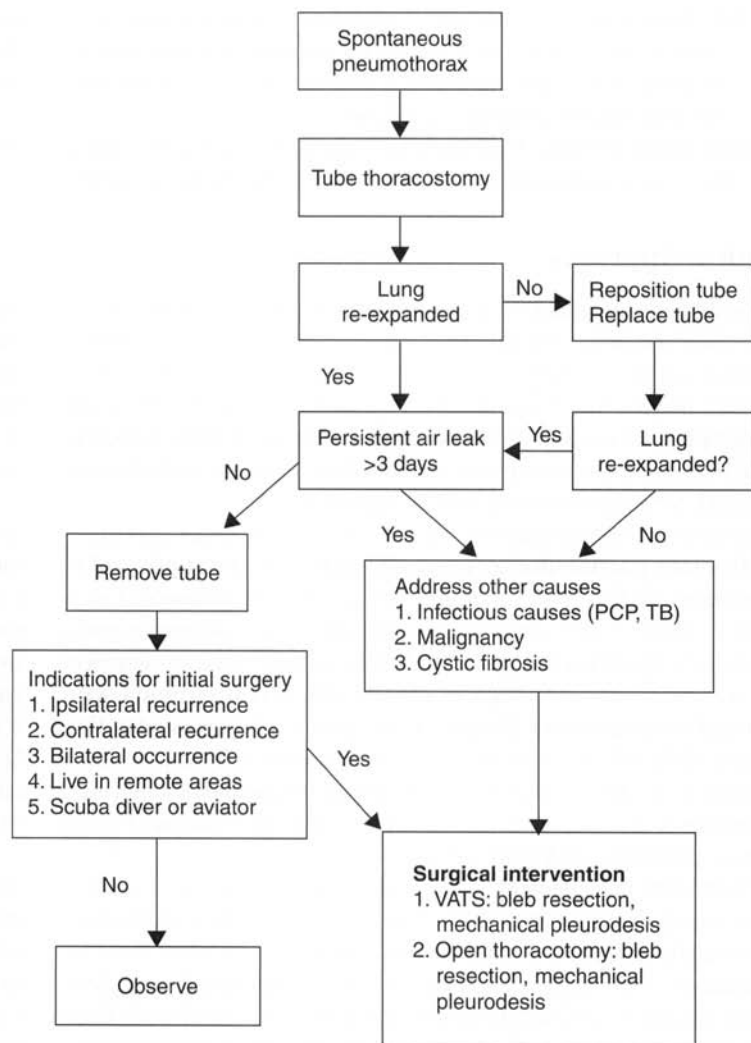 Spontaneous
pneumothorax
Tube thoracostomy
Lung
re-expanded
No
Reposition tube
Replace tube
Yes
Persistent air leak
>3 days
Yes
Lung
re-expanded?
No
Yes
No
Remove tube
Address other causes
1. Infectious causes (PCP, TB)
2. Malignancy
3. Cystic fibrosis
Indications for initial surgery
1. Ipsilateral recurrence
2. Contralateral recurrence
3. Bilateral occurrence
4. Live in remote areas
5. Scuba diver or aviator
Yes
No
Surgical intervention
1. VATS: bleb resection,
mechanical pleurodesis
2. Open thoracotomy: bleb
resection, mechanical
pleurodesis
Observe